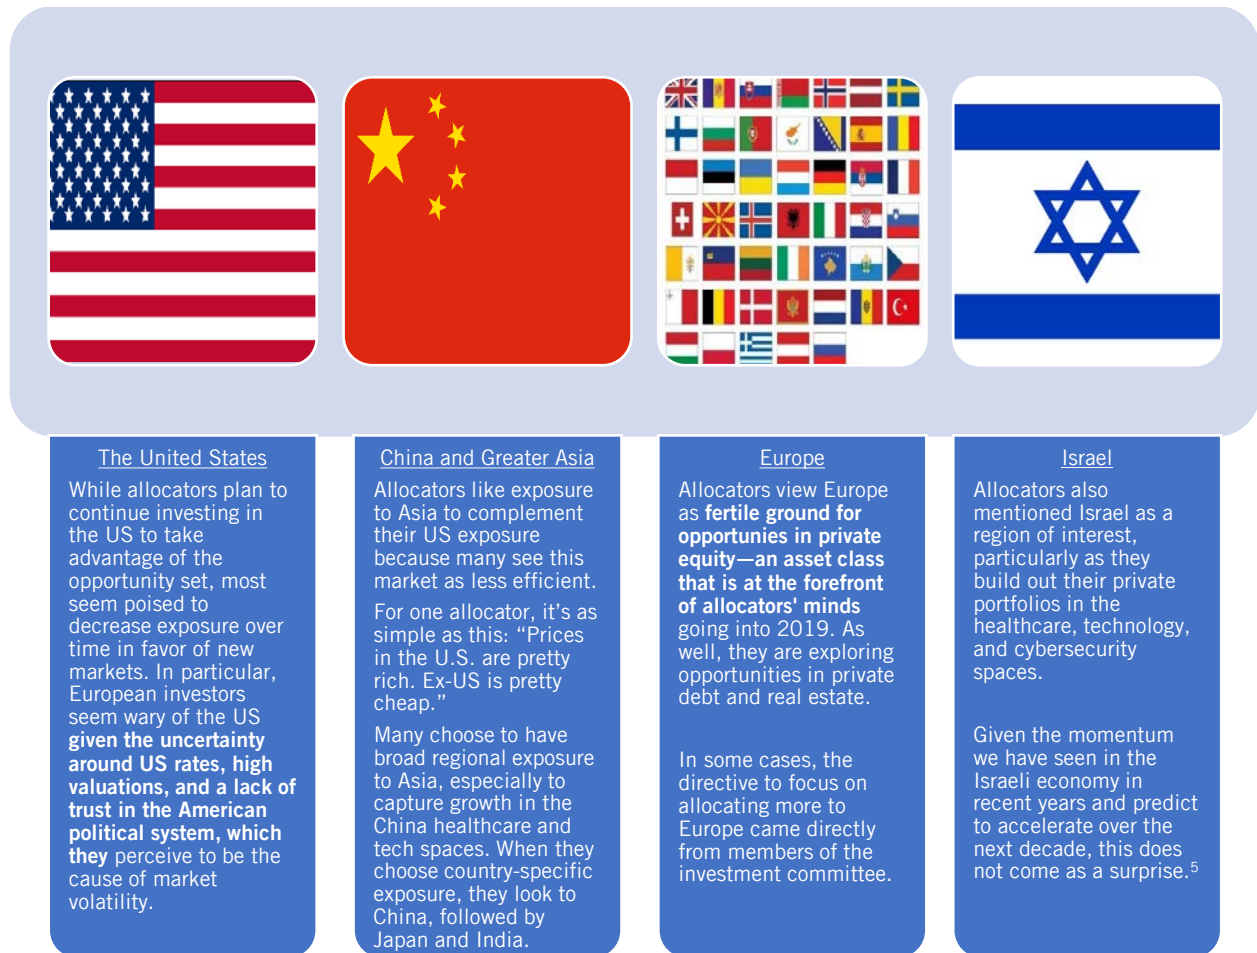 The United States
While allocators plan to
continue investing in
the US to take
advantage of the
opportunity set, most
seem poised to
decrease exposure over
time in favor of new
markets. In particular,
European investors
seem wary of the US
given the uncertainty
around US rates, high
valuations, and a lack of
trust in the American
political system, which
they perceive to be the
cause of market
volatility.
China and Greater Asia
Allocators like exposure
to Asia to complement
their US exposure
because many see this
market as less efficient.
For one allocator, it’s as
simple as this: “Prices
in the U.S. are pretty
rich. Ex-US is pretty
cheap.”
Many choose to have
broad regional exposure
to Asia, especially to
capture growth in the
China healthcare and
tech spaces. When they
choose country-specific
exposure, they look to
China, followed by
Japan and India.
Europe
Allocators view Europe
as fertile ground for
opportunies in private
equity—an asset class
that is at the forefront
of allocators' minds
going into 2019. As
well, they are exploring
opportunities in private
debt and real estate.
In some cases, the
directive to focus on
allocating more to
Europe came directly
from members of the
investment committee.
Israel
Allocators also
mentioned Israel as a
region of interest,
particularly as they
build out their private
portfolios in the
healthcare, technology,
and cybersecurity
spaces.
Given the momentum
we have seen in the
Israeli economy in
recent years and predict
to accelerate over the
next decade, this does
not come as a surprise.5